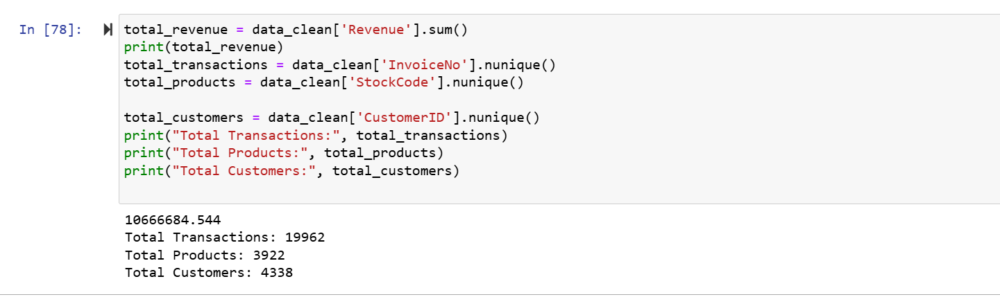 In [78]:
total_revenue = data_clean['Revenue'].sum()
print(total_revenue)
total_transactions = data_clean['InvoiceNo'].nunique()
total_products = data_clean['StockCode'].nunique()
total_customers = data_clean['CustomerID'].nunique()
print("Total Transactions:", total_transactions)
print("Total Products:", total_products)
print("Total Customers:", total_customers)
10666684.544
Total Transactions: 19962
Total Products: 3922
Total Customers: 4338